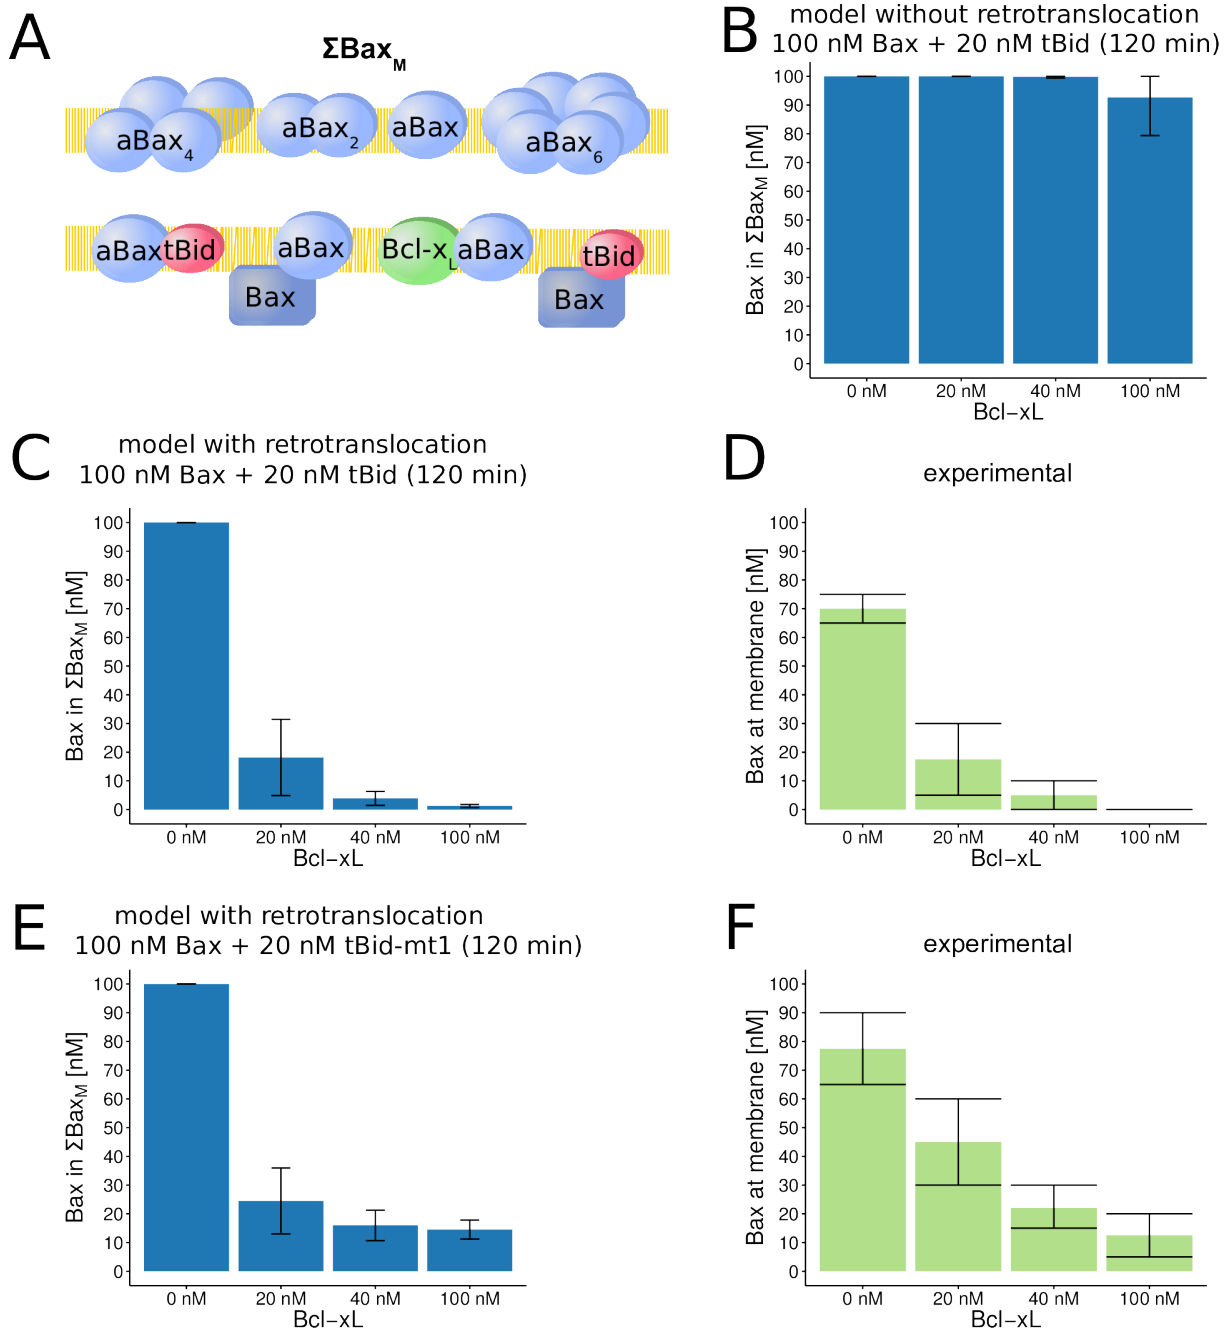 A
ΣBaxM
aBax4
aBax2
aBax
aBax6
aBax
tBid
aBax
Bcl-xL
aBax
tBid
Bax
Bax
B
model without retrotranslocation
100 nM Bax + 20 nM tBid (120 min)
Bax in ΣBaxM [nM]
100
90
80
70
60
50
40
30
20
10
0
0 nM
20 nM
40 nM
100 nM
Bcl−xL
C
model with retrotranslocation
100 nM Bax + 20 nM tBid (120 min)
Bax in ΣBaxM [nM]
100
90
80
70
60
50
40
30
20
10
0
0 nM
20 nM
40 nM
100 nM
Bcl−xL
D
experimental
Bax at membrane [nM]
100
90
80
70
60
50
40
30
20
10
0
0 nM
20 nM
40 nM
100 nM
Bcl−xL
E
model with retrotranslocation
100 nM Bax + 20 nM tBid-mt1 (120 min)
Bax in ΣBaxM [nM]
100
90
80
70
60
50
40
30
20
10
0
0 nM
20 nM
40 nM
100 nM
Bcl−xL
F
experimental
Bax at membrane [nM]
100
90
80
70
60
50
40
30
20
10
0
0 nM
20 nM
40 nM
100 nM
Bcl−xL